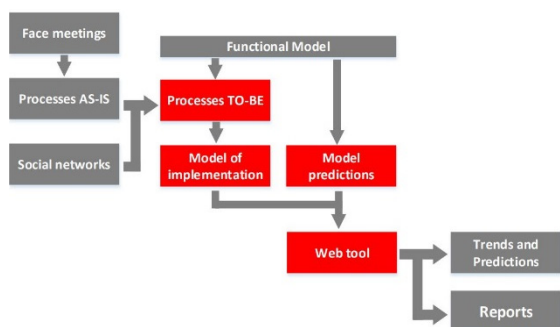 Face meetings
Functional Model
Processes AS-IS
Processes TO-BE
Social networks
Model of
implementation
Model
predictions
Web tool
Trends and
Predictions
Reports